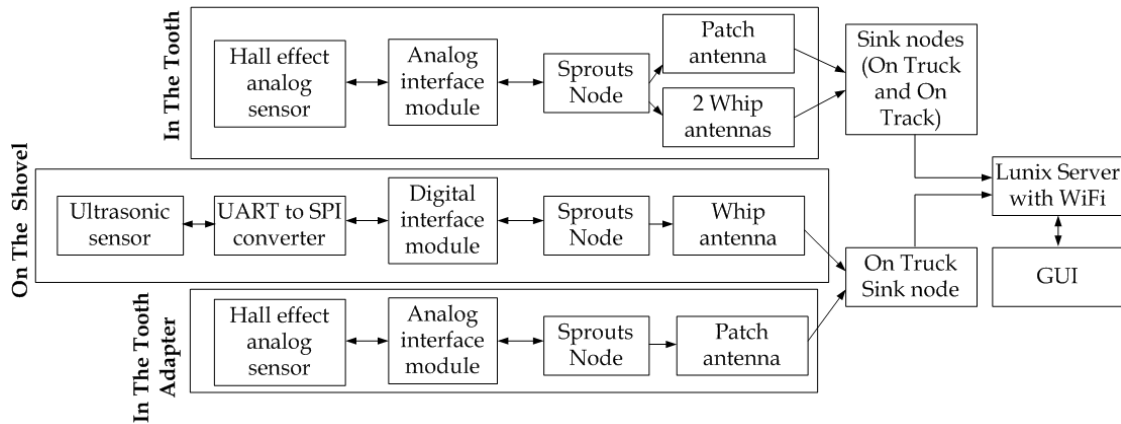 In The Tooth
Hall effect
analog
sensor
Analog
interface
module
Sprouts
Node
Patch
antenna
2 Whip
antennas
Sink nodes
(On Truck
and On
Track)
On The Shovel
Ultrasonic
sensor
UART to SPI
converter
Digital
interface
module
Sprouts
Node
Whip
antenna
On Truck
Sink node
Lunix Server
with WiFi
GUI
In The Tooth
Adapter
Hall effect
analog
sensor
Analog
interface
module
Sprouts
Node
Patch
antenna